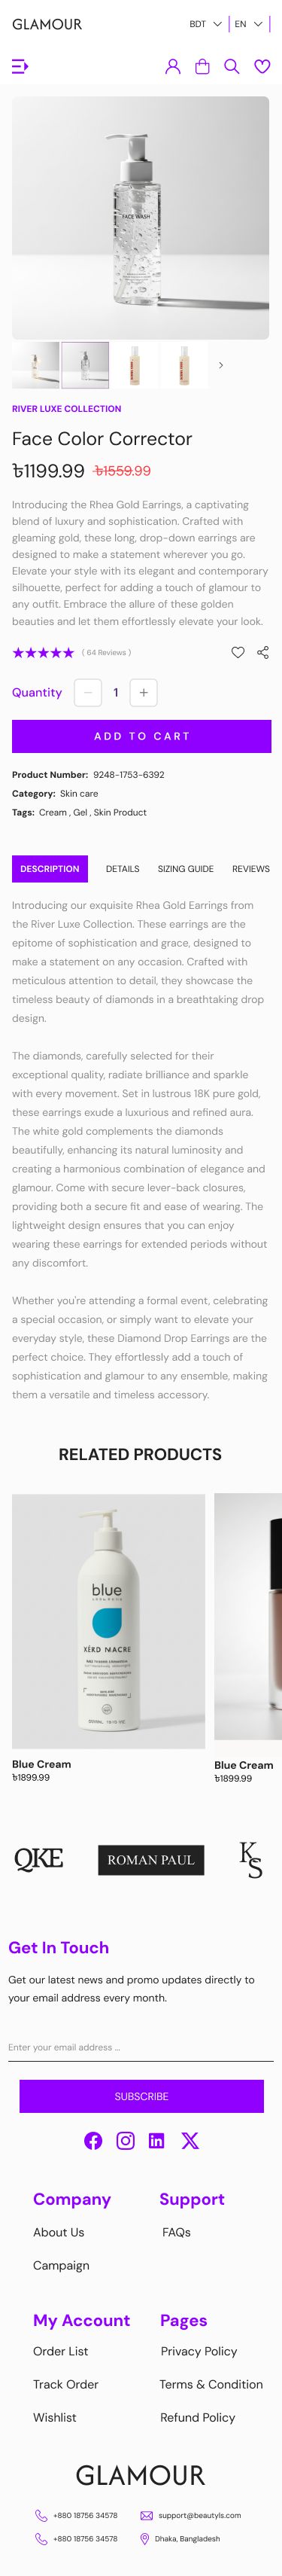 GLAMOUR
BDT
EN
FACE WASH
RIVER LUXE COLLECTION
Face Color Corrector
৳1199.99 ৳1559.99
Introducing the Rhea Gold Earrings, a captivating
blend of luxury and sophistication. Crafted with
gleaming gold, these long, drop-down earrings are
designed to make a statement wherever you go.
Elevate your style with its elegant and contemporary
silhouette, perfect for adding a touch of glamour to
any outfit. Embrace the allure of these golden
beauties and let them effortlessly elevate your look.
( 64 Reviews )
Quantity
1
ADD TO CART
Product Number: 9248-1753-6392
Category: Skin care
Tags: Cream , Gel , Skin Product
DESCRIPTION DETAILS SIZING GUIDE REVIEWS
Introducing our exquisite Rhea Gold Earrings from
the River Luxe Collection. These earrings are the
epitome of sophistication and grace, designed to
make a statement on any occasion. Crafted with
meticulous attention to detail, they showcase the
timeless beauty of diamonds in a breathtaking drop
design.
The diamonds, carefully selected for their
exceptional quality, radiate brilliance and sparkle
with every movement. Set in lustrous 18K pure gold,
these earrings exude a luxurious and refined aura.
The white gold complements the diamonds
beautifully, enhancing its natural luminosity and
creating a harmonious combination of elegance and
glamour. Come with secure lever-back closures,
providing both a secure fit and ease of wearing. The
lightweight design ensures that you can enjoy
wearing these earrings for extended periods without
any discomfort.
Whether you're attending a formal event, celebrating
a special occasion, or simply want to elevate your
everyday style, these Diamond Drop Earrings are the
perfect choice. They effortlessly add a touch of
sophistication and glamour to any ensemble, making
them a versatile and timeless accessory.
RELATED PRODUCTS
blue
XÉRD NIACRE
Blue Cream
৳1899.99
Blue Cream
৳1899.99
QKE
ROMAN PAUL
KS
Get In Touch
Get our latest news and promo updates directly to
your email address every month.
Enter your email address ...
SUBSCRIBE
Company
About Us
Campaign
Support
FAQs
My Account
Order List
Track Order
Wishlist
Pages
Privacy Policy
Terms & Condition
Refund Policy
GLAMOUR
+880 18756 34578
support@beautyls.com
+880 18756 34578
Dhaka, Bangladesh